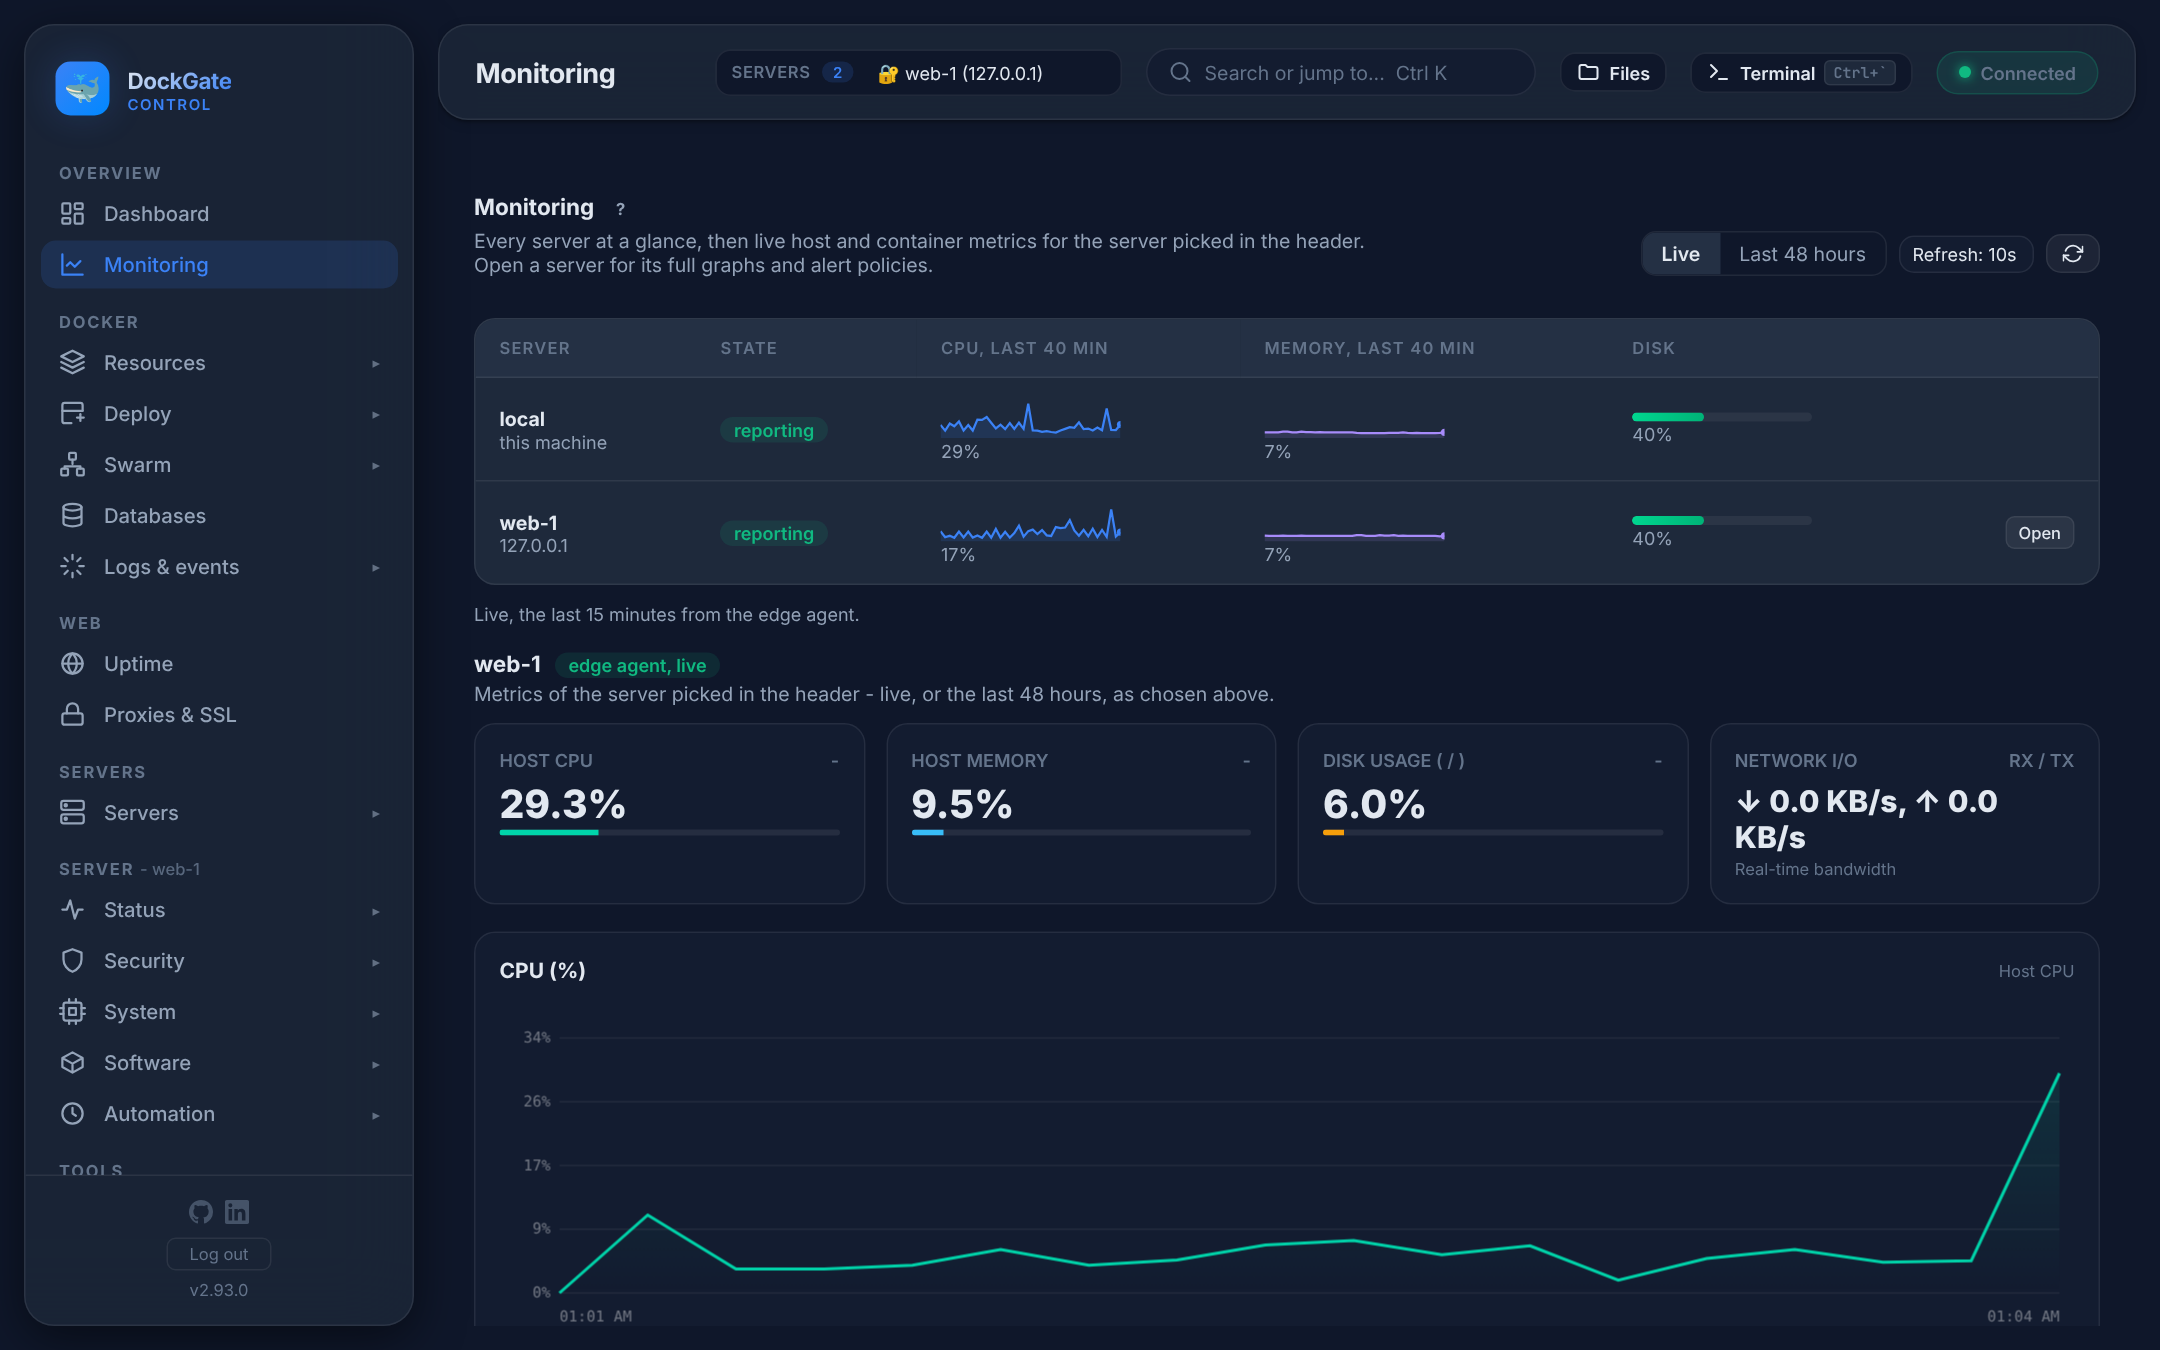 DockGate
CONTROL
OVERVIEW
Dashboard
Monitoring
DOCKER
Resources
Deploy
Swarm
Databases
Logs & events
WEB
Uptime
Proxies & SSL
SERVERS
Servers
SERVER - web-1
Status
Security
System
Software
Automation
TOOLS
Log out
v2.93.0
Monitoring
SERVERS 2 web-1 (127.0.0.1)
Search or jump to... Ctrl K
Files
Terminal Ctrl+`
Connected
Monitoring ?
Every server at a glance, then live host and container metrics for the server picked in the header.
Open a server for its full graphs and alert policies.
Live
Last 48 hours
Refresh: 10s
SERVER STATE CPU, LAST 40 MIN MEMORY, LAST 40 MIN DISK
local
this machine
reporting
29%
7%
40%
web-1
127.0.0.1
reporting
17%
7%
40%
Open
Live, the last 15 minutes from the edge agent.
web-1 edge agent, live
Metrics of the server picked in the header - live, or the last 48 hours, as chosen above.
HOST CPU -
29.3%
HOST MEMORY -
9.5%
DISK USAGE ( / ) -
6.0%
NETWORK I/O RX / TX
↓ 0.0 KB/s, ↑ 0.0
KB/s
Real-time bandwidth
CPU (%)
Host CPU
34%
26%
17%
9%
0%
01:01 AM
01:04 AM